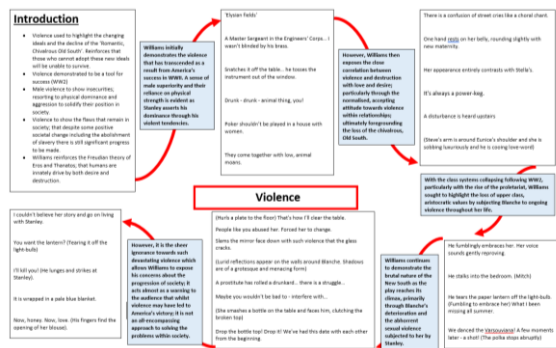 Introduction
Violence used to highlight the changing
ideals and the decline of the 'Romantic,
Chivalrous Old South'. Reinforces that
those who cannot adapt these new ideals
will be unable to survive.
Violence demonstrated to be a tool for
success (WW2)
Male violence to show insecurities;
resorting to physical dominance and
aggression to solidify their position in
society.
Violence to show the flaws that remain in
society; that despite some positive
societal change including the abolishment
of slavery there is still significant progress
to be made.
Williams reinforces the Freudian theory of
Eros and Thanatos, that humans are
innately drive by both desire and
destruction.
Williams initially
demonstrates the violence
that has transcended as a
result from America's
success in WWII. A sense of
male superiority and their
reliance on physical
strength is evident as
Stanley asserts his
dominance through his
violent tendencies.
'Elysian fields'
A Master Sergeant in the Engineers' Corps... I
wasn't blinded by his brass.
Snatches it off the table... he tosses the
instrument out of the window.
Drunk - drunk - animal thing, you!
Poker shouldn't be played in a house with
women.
They come together with low, animal
moans.
However, Williams then
exposes the close
correlation between violence
and destruction with love and desire;
particularly through the
normalised, accepting
attitude towards violence
within relationships;
ultimately foregrounding
the loss of the chivalrous,
Old South.
There is a confusion of street cries like a choral chant.
One hand rests on her belly, rounding slightly with
new maternity.
Her appearance entirely contrasts with Stella's.
It's always a power-keg.
A disturbance is heard upstairs
(Steve's arm is around Eunice's shoulder and she is
sobbing luxuriously and he is cooing love-word)
With the class systems collapsing following WW2,
particularly with the rise of the proletariat, Williams
sought to highlight the loss of upper class,
aristocratic values by subjecting Blanche to ongoing
violence throughout her life.
Violence
I couldn't believe her story and go on living
with Stanley.
You want the lantern? (Tearing it off the
light-bulb)
I'll kill you! (He lunges and strikes at
Stanley).
It is wrapped in a pale blue blanket.
Now, honey. Now, love. (His fingers find the
opening of her blouse).
However, it is the sheer
ignorance towards such
devastating violence which
allows Williams to expose
his concerns about the
progression of society; it
acts almost as a warning to
the audience that whilst
violence may have led to
America's victory; it is not
an all-encompassing
approach to solving the
problems within society.
(Hurls a plate to the floor) That's how I'll clear the table.
People like you abused her. Forced her to change.
Slams the mirror face down with such violence that the glass
cracks.
(Lurid reflections appear on the walls around Blanche. Shadows
are of a grotesque and menacing form)
A prostitute has rolled a drunkard... there is a struggle...
Maybe you wouldn't be bad to - interfere with...
(She smashes a bottle on the table and faces him, clutching the
broken top)
Drop the bottle top! Drop it! We've had this date with each other
from the beginning.
Williams continues
to demonstrate the
brutal nature of the
New South as the
play reaches its
climax, primarily
through Blanche's
deterioration and
the abhorrent
sexual violence
subjected to her by
Stanley.
He fumblingly embraces her. Her voice
sounds gently reproving
He stalks into the bedroom. (Mitch)
He tears the paper lantern off the light-bulb.
(Fumbling to embrace her) What I been
missing all summer.
We danced the Varsouviana! A few moments
later - a shot! (The polka stops abruptly)